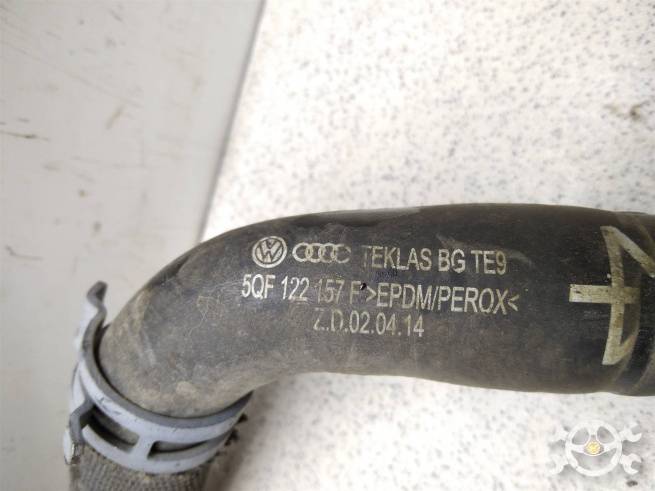 TEKLAS BG TE9
5QF 122 157 F >EPDM/PEROX<
Z.D.02.04.14